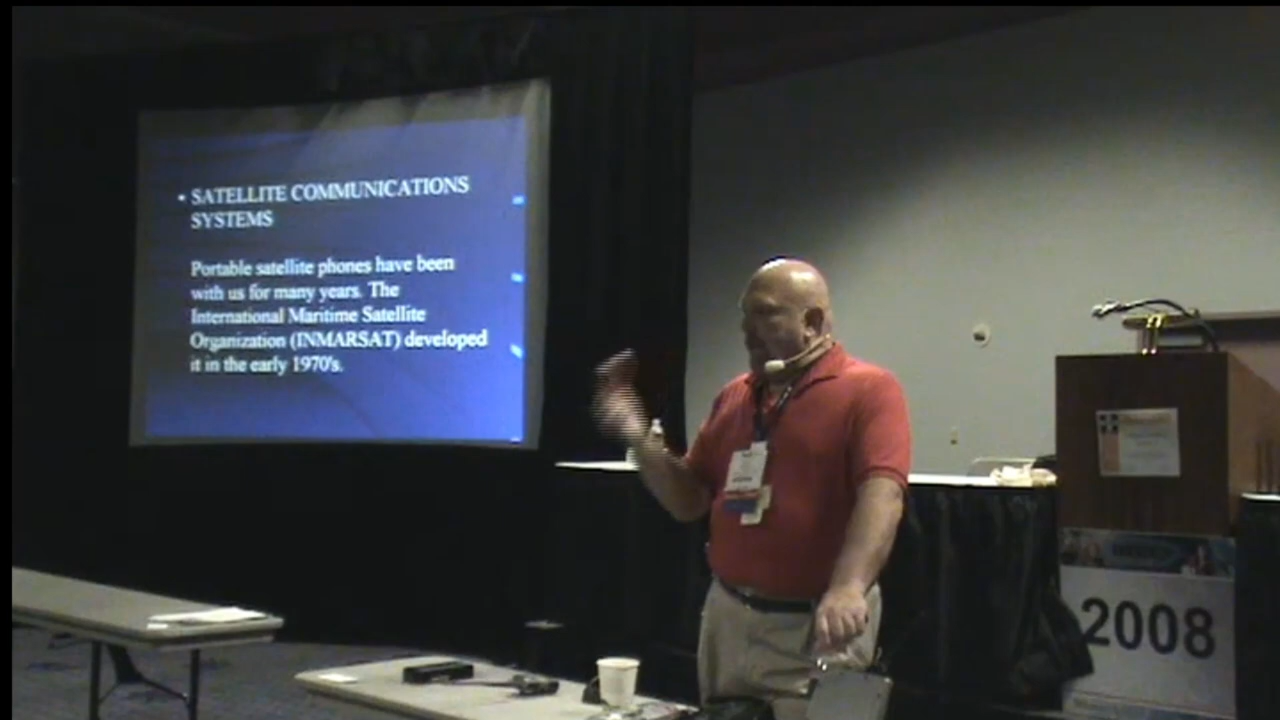 • SATELLITE COMMUNICATIONS
SYSTEMS
Portable satellite phones have been
with us for many years. The
International Maritime Satellite
Organization (INMARSAT) developed
it in the early 1970's.
2008